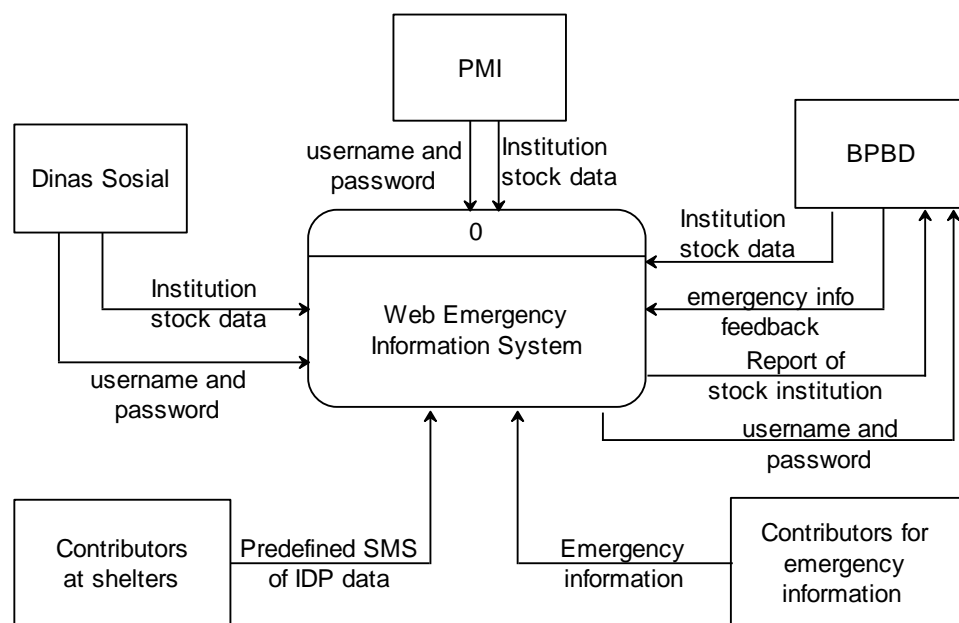 PMI
Dinas Sosial
BPBD
username and
password
Institution
stock data
0
Web Emergency
Information System
Institution
stock data
emergency info
feedback
Report of
stock institution
username and
password
Institution
stock data
username and
password
Contributors
at shelters
Predefined SMS
of IDP data
Emergency
information
Contributors for
emergency
information